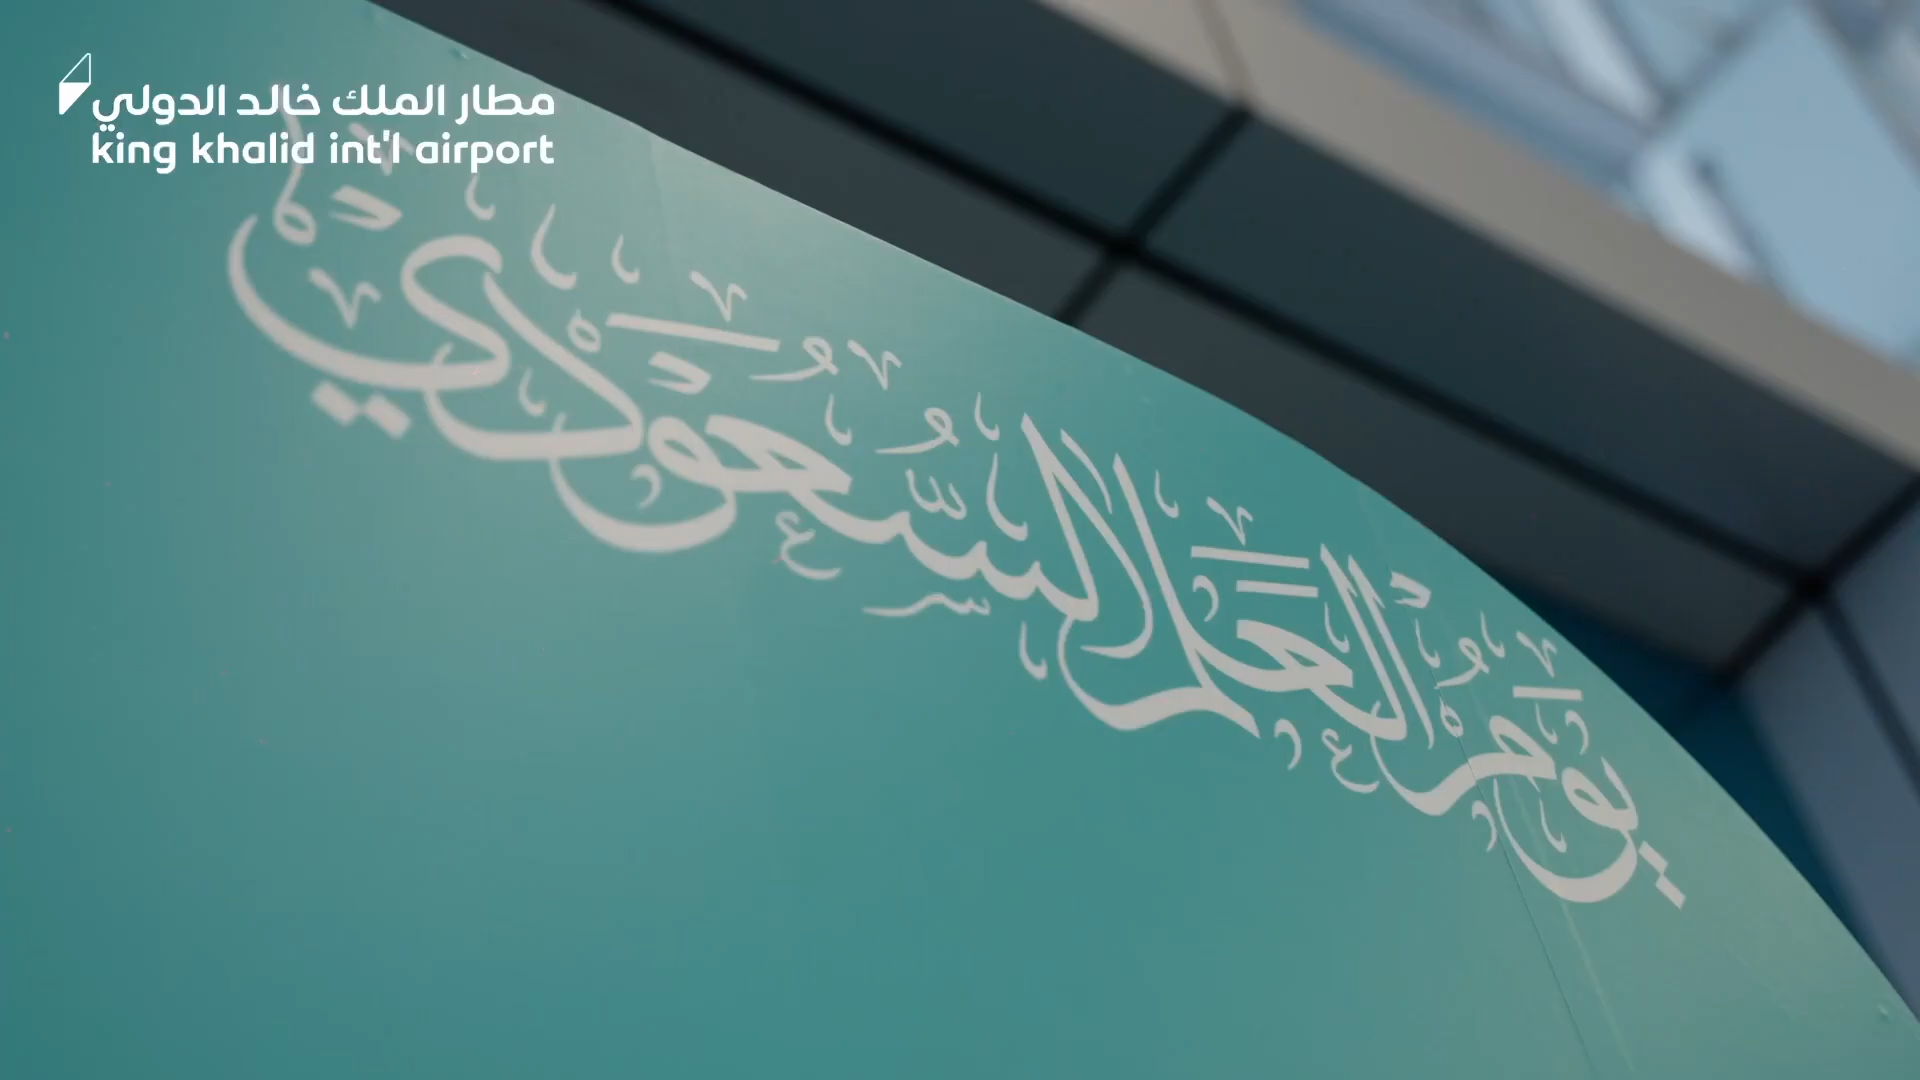 مطار الملك خالد الدولي
king khalid int'l airport
يوم العلم السعودي